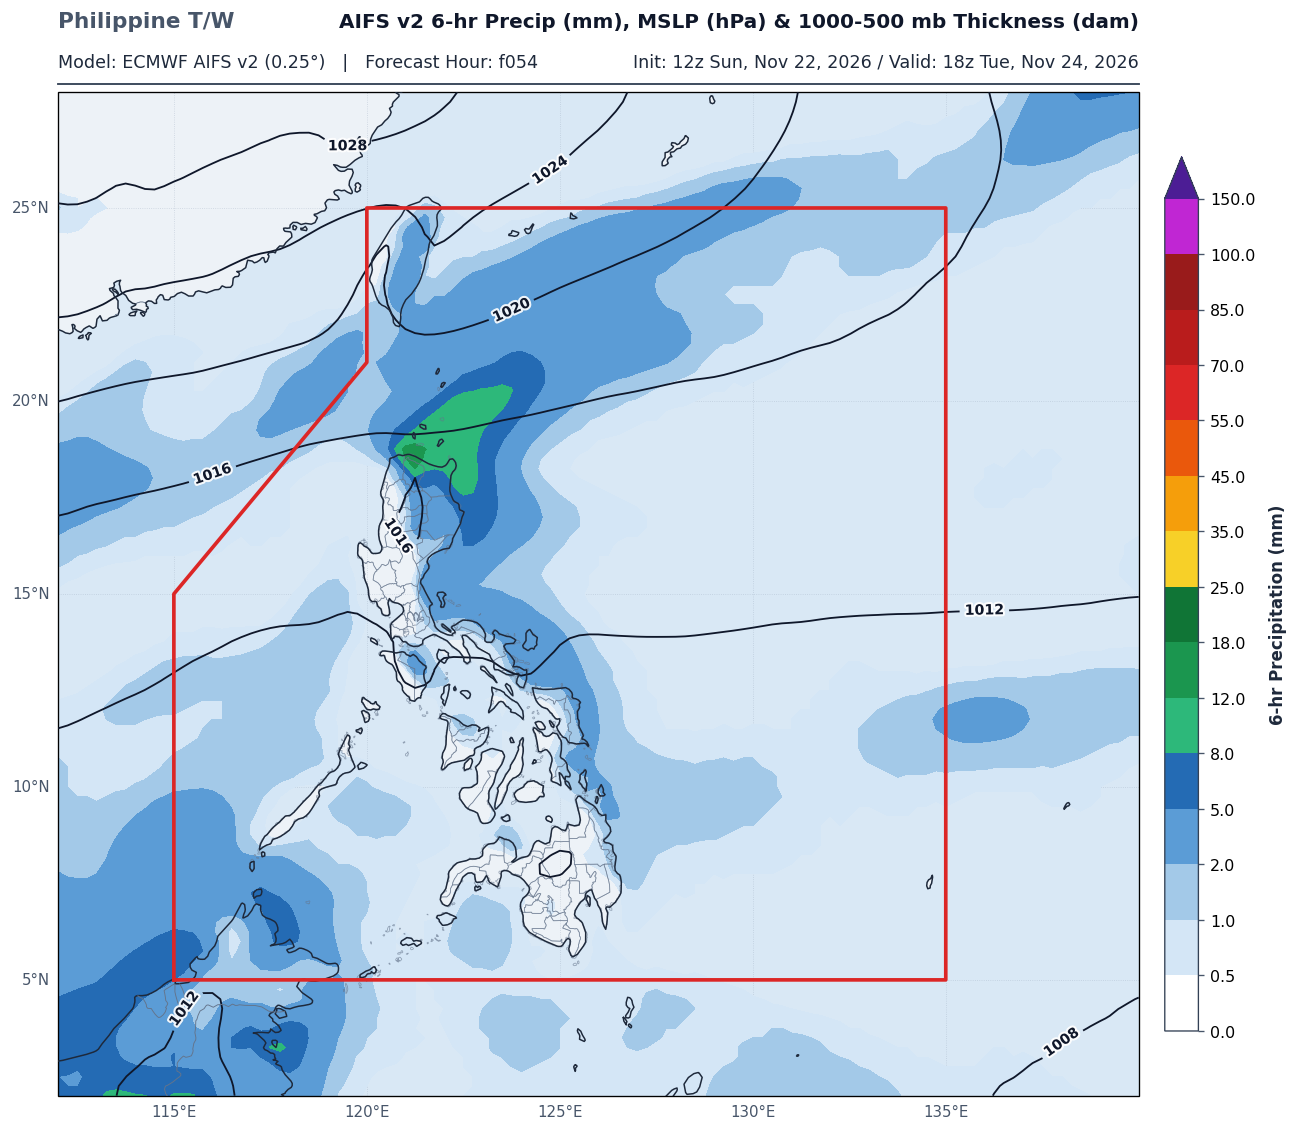 Philippine T/W
AIFS v2 6-hr Precip (mm), MSLP (hPa) & 1000-500 mb Thickness (dam)
Model: ECMWF AIFS v2 (0.25°) | Forecast Hour: f054
Init: 12z Sun, Nov 22, 2026 / Valid: 18z Tue, Nov 24, 2026
1028
1024
1020
1016
1016
1012
1012
1008
25°N
20°N
15°N
10°N
5°N
115°E
120°E
125°E
130°E
135°E
150.0
100.0
85.0
70.0
55.0
45.0
35.0
25.0
18.0
12.0
8.0
5.0
2.0
1.0
0.5
0.0
6-hr Precipitation (mm)